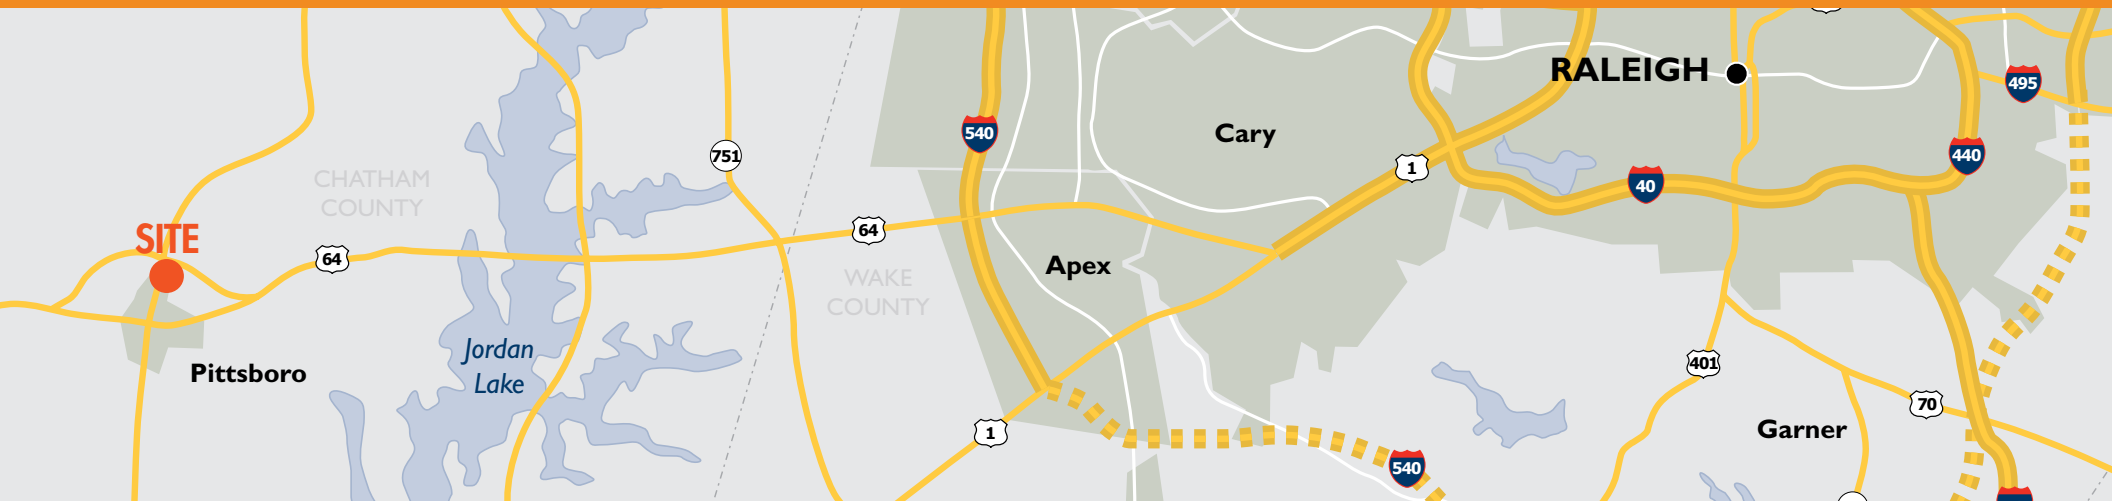 RALEIGH
495
540
Cary
751
440
1
CHATHAM
COUNTY
40
SITE
64
64
Apex
WAKE
COUNTY
Jordan
Lake
Pittsboro
401
70
1
Garner
540